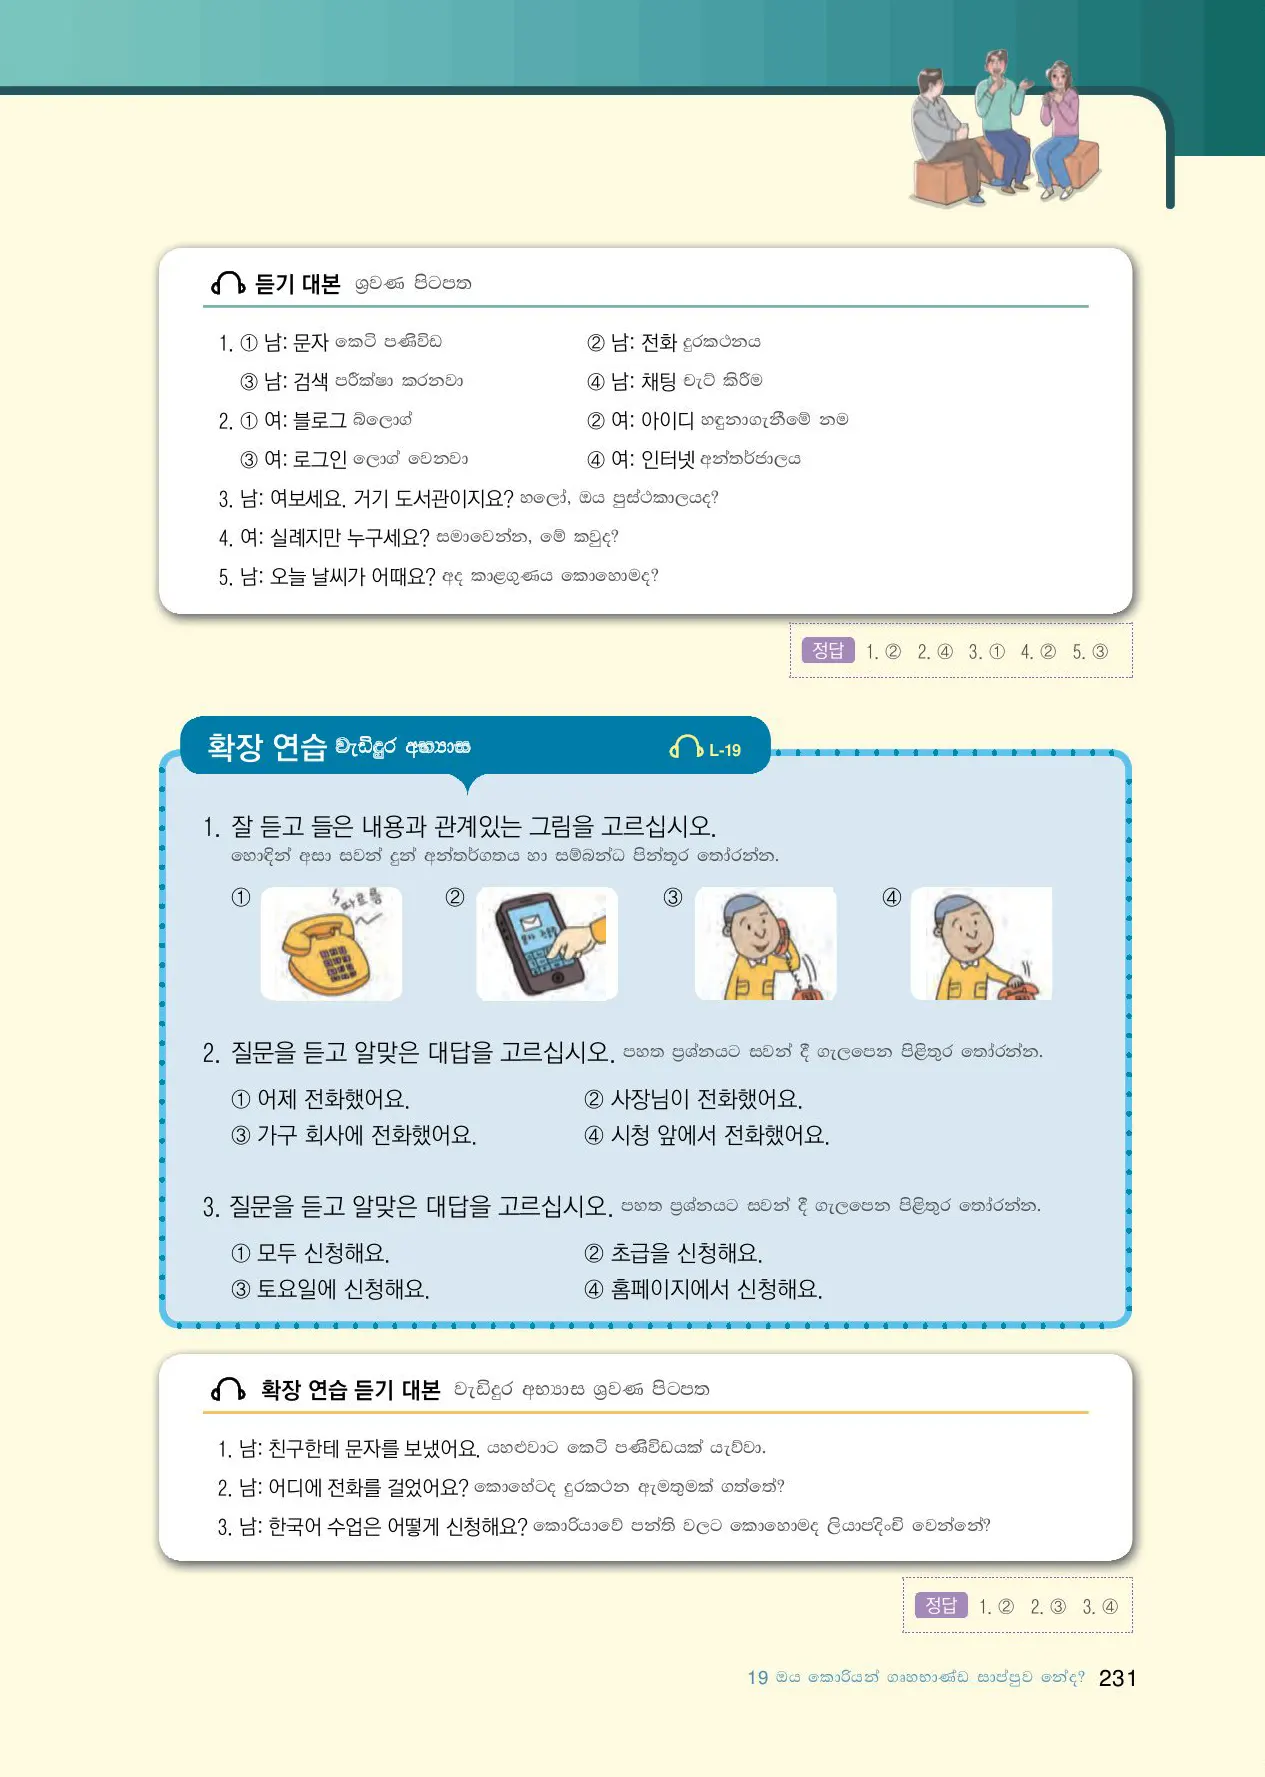 듣기 대본 ශ්‍රවණ පිටපත
1. ① 남: 문자 කෙටි පණිවිඩ ② 남: 전화 දුරකථනය
③ 남: 검색 පරීක්ෂා කරනවා ④ 남: 채팅 චැට් කිරීම
2. ① 여: 블로그 බ්ලොග් ② 여: 아이디 හඳුනාගැනීමේ නම
③ 여: 로그인 ලොග් වෙනවා ④ 여: 인터넷 අන්තර්ජාලය
3. 남: 여보세요. 거기 도서관이지요? හලෝ, ඔය පුස්ථකාලයද?
4. 여: 실례지만 누구세요? සමාවෙන්න, මේ කවුද?
5. 남: 오늘 날씨가 어때요? අද කාළගුණය කොහොමද?
정답 1. ② 2. ④ 3. ① 4. ② 5. ③
확장 연습 වැඩිදුර අභ්‍යාස L-19
1. 잘 듣고 들은 내용과 관계있는 그림을 고르십시오.
හොඳින් අසා සවන් දුන් අන්තර්ගතය හා සම්බන්ධ පින්තූර තෝරන්න.
① ② ③ ④
따르릉
2. 질문을 듣고 알맞은 대답을 고르십시오. පහත ප්‍රශ්නයට සවන් දී ගැලපෙන පිළිතුර තෝරන්න.
① 어제 전화했어요. ② 사장님이 전화했어요.
③ 가구 회사에 전화했어요. ④ 시청 앞에서 전화했어요.
3. 질문을 듣고 알맞은 대답을 고르십시오. පහත ප්‍රශ්නයට සවන් දී ගැලපෙන පිළිතුර තෝරන්න.
① 모두 신청해요. ② 초급을 신청해요.
③ 토요일에 신청해요. ④ 홈페이지에서 신청해요.
확장 연습 듣기 대본 වැඩිදුර අභ්‍යාස ශ්‍රවණ පිටපත
1. 남: 친구한테 문자를 보냈어요. යහළුවාට කෙටි පණිවිඩයක් යැව්වා.
2. 남: 어디에 전화를 걸었어요? කොහේටද දුරකථන ඇමතුමක් ගත්තේ?
3. 남: 한국어 수업은 어떻게 신청해요? කොරියාවේ පන්ති වලට කොහොමද ලියාපදිංචි වෙන්නේ?
정답 1. ② 2. ③ 3. ④
19 ඔය කොරියන් ගෘහභාණ්ඩ සාප්පුව නේද? 231